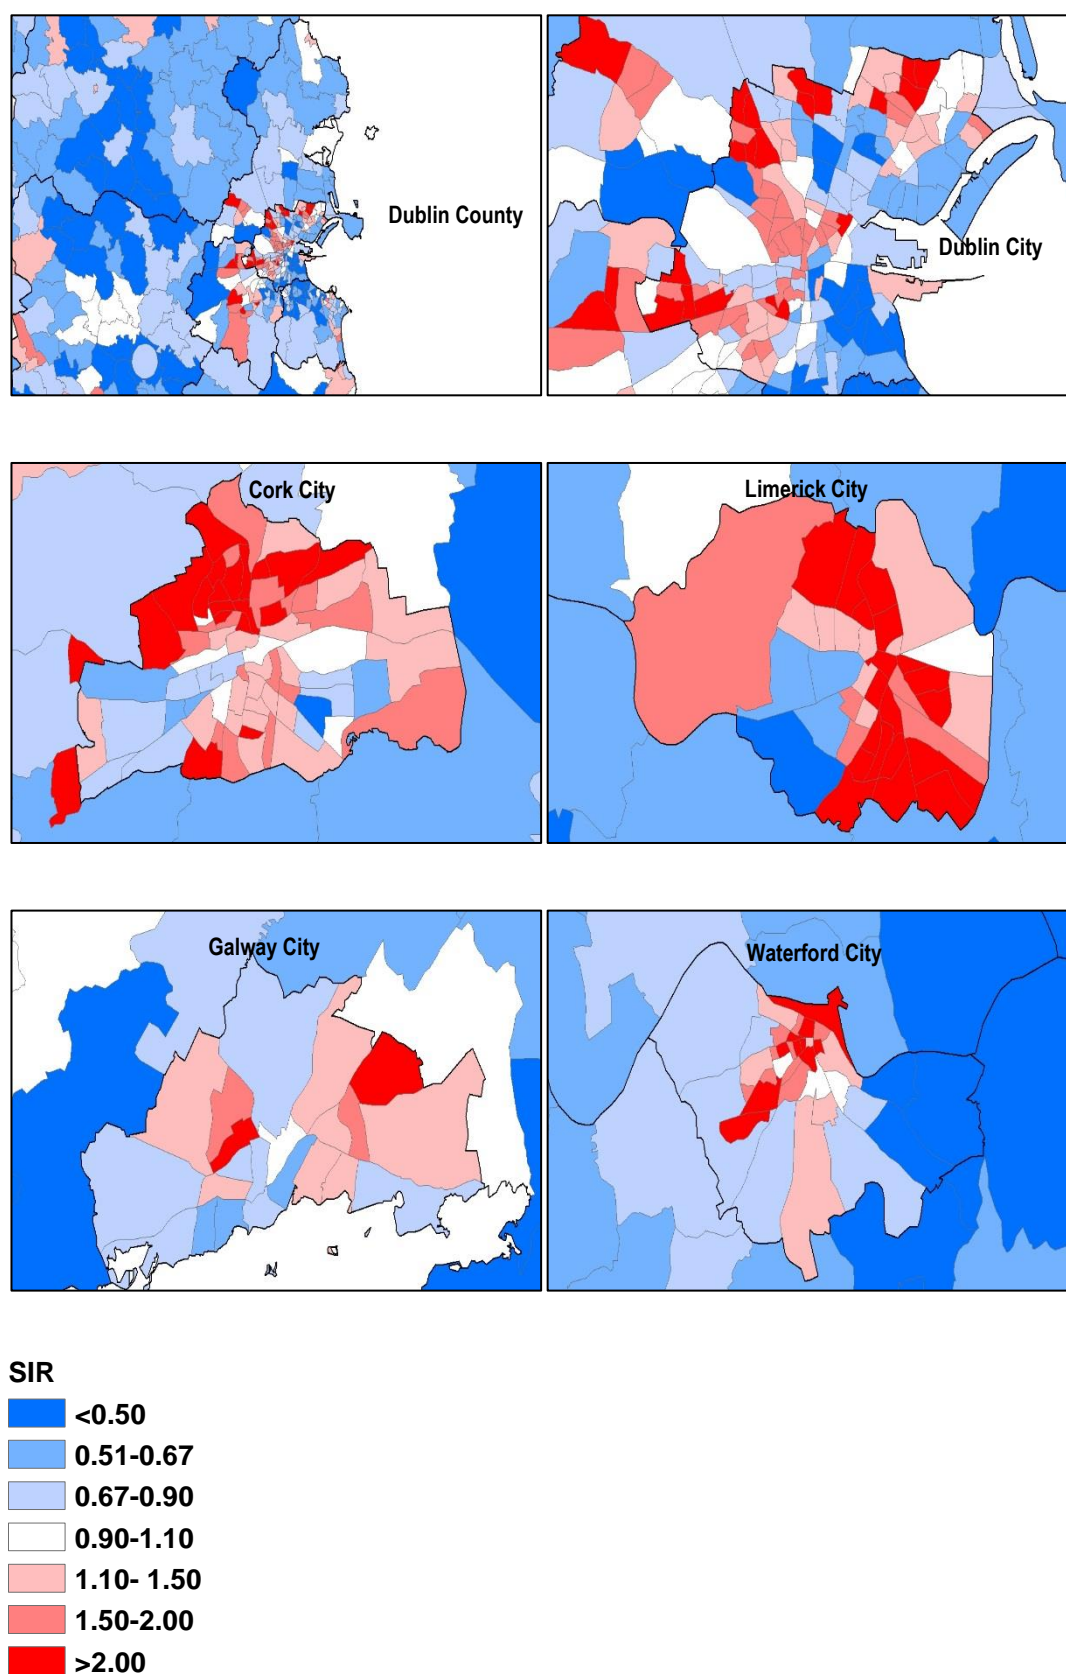 Dublin County
Dublin City
Cork City
Limerick City
Galway City
Waterford City
SIR
<0.50
0.51-0.67
0.67-0.90
0.90-1.10
1.10- 1.50
1.50-2.00
>2.00